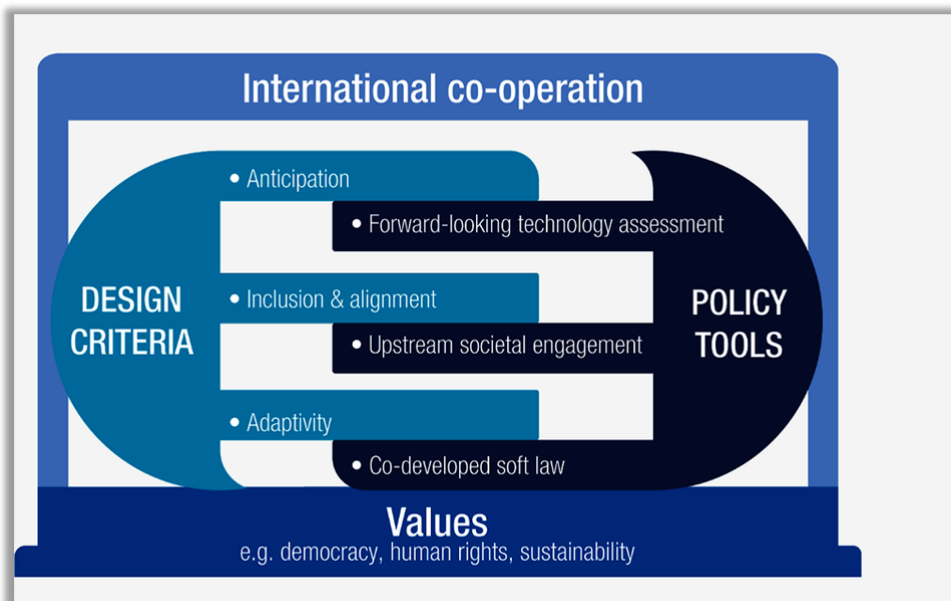 International co-operation
• Anticipation
• Forward-looking technology assessment
DESIGN
CRITERIA
• Inclusion & alignment
POLICY
TOOLS
• Upstream societal engagement
• Adaptivity
• Co-developed soft law
Values
e.g. democracy, human rights, sustainability